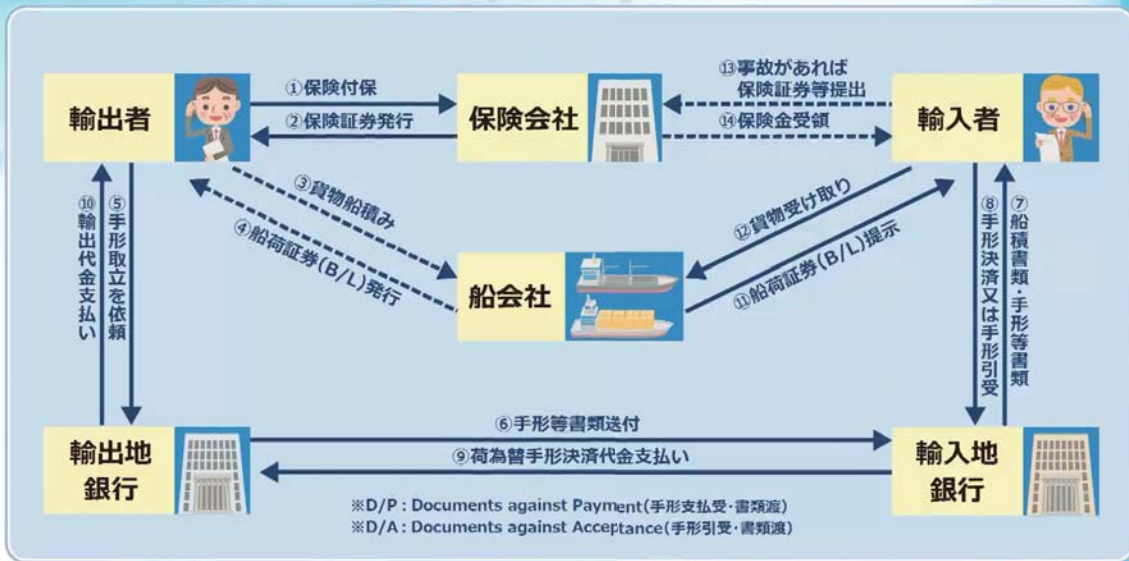 輸出者
①保険付保
②保険証券発行
保険会社
⑬事故があれば
保険証券等提出
⑭保険金受領
輸入者
③貨物船積み
④船荷証券(B/L)発行
船会社
⑫貨物受け取り
⑪船荷証券(B/L)提示
⑩輸出代金支払い
⑤手形取立を依頼
⑧手形決済又は手形引受
⑦船積書類・手形等書類
輸出地
銀行
⑥手形等書類送付
⑨荷為替手形決済代金支払い
輸入地
銀行
※D/P : Documents against Payment(手形支払受・書類渡)
※D/A : Documents against Acceptance(手形引受・書類渡)